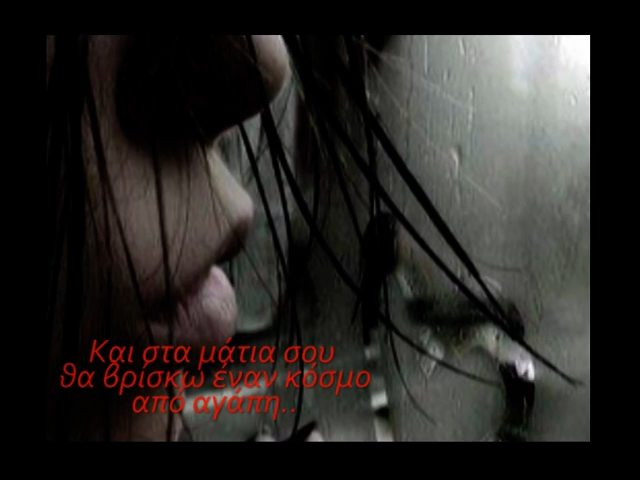 Και στα μάτια σου
θα βρίσκω έναν κόσμο
από αγάπη..